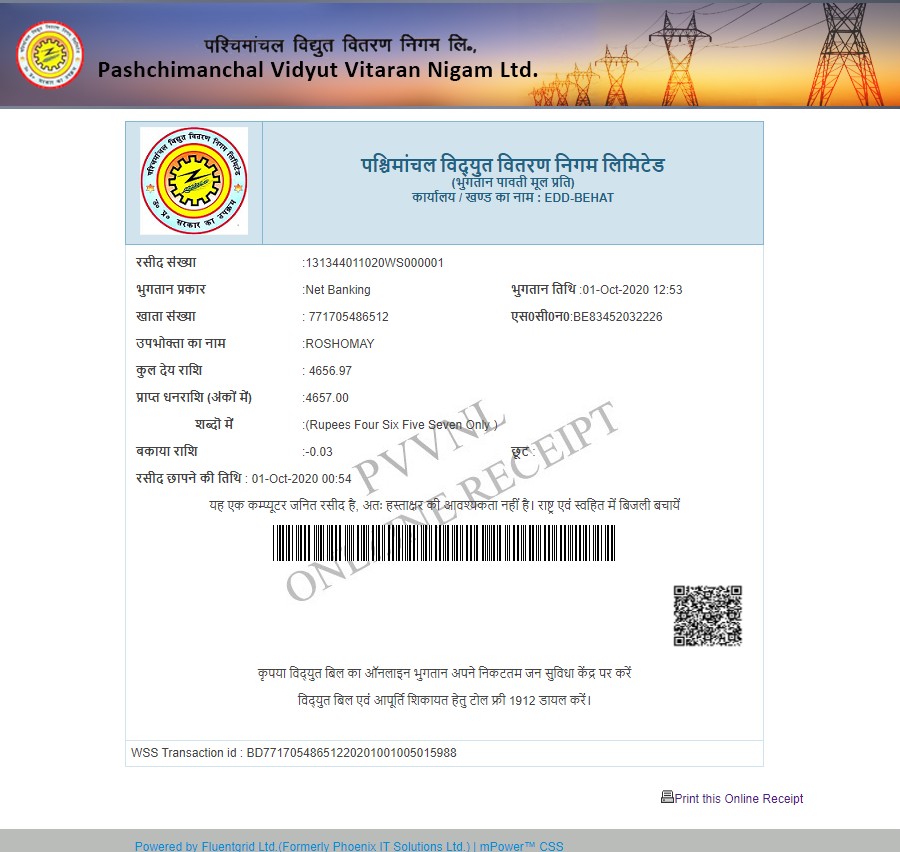 पश्चिमांचल विद्युत वितरण निगम लि०,
Pashchimanchal Vidyut Vitaran Nigam Ltd.
पश्चिमांचल विद्युत वितरण निगम लिमिटेड
उ० प्र० सरकार का उपक्रम
पश्चिमांचल विद्युत वितरण निगम लिमिटेड
(भुगतान पावती मूल प्रति)
कार्यालय / खण्ड का नाम : EDD-BEHAT
रसीद संख्या :131344011020WS000001
भुगतान प्रकार :Net Banking भुगतान तिथि :01-Oct-2020 12:53
खाता संख्या : 771705486512 एस0सी0न0:BE83452032226
उपभोक्ता का नाम :ROSHOMAY
कुल देय राशि : 4656.97
प्राप्त धनराशि (अंकों में) :4657.00
शब्दों में :(Rupees Four Six Five Seven Only )
बकाया राशि :-0.03 छूट :
रसीद छापने की तिथि : 01-Oct-2020 00:54
PVVNL
ONLINE RECEIPT
यह एक कम्प्यूटर जनित रसीद है, अतः हस्ताक्षर की आवश्यकता नहीं है। राष्ट्र एवं स्वहित में बिजली बचायें
कृपया विद्युत बिल का ऑनलाइन भुगतान अपने निकटतम जन सुविधा केंद्र पर करें
विद्युत बिल एवं आपूर्ति शिकायत हेतु टोल फ्री 1912 डायल करें।
WSS Transaction id : BD77170548651220201001005015988
Print this Online Receipt
Powered by Fluentgrid Ltd.(Formerly Phoenix IT Solutions Ltd.) | mPower™ CSS